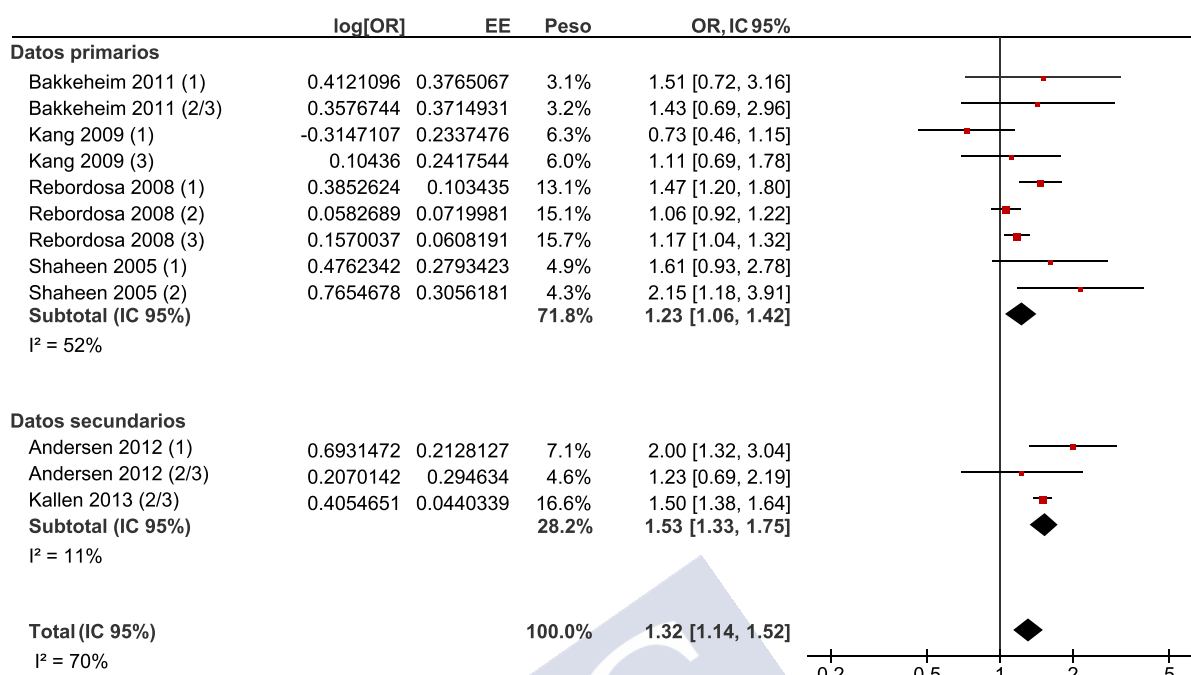 log[OR] EE Peso OR, IC 95%
Datos primarios
Bakkeheim 2011 (1) 0.4121096 0.3765067 3.1% 1.51 [0.72, 3.16]
Bakkeheim 2011 (2/3) 0.3576744 0.3714931 3.2% 1.43 [0.69, 2.96]
Kang 2009 (1) -0.3147107 0.2337476 6.3% 0.73 [0.46, 1.15]
Kang 2009 (3) 0.10436 0.2417544 6.0% 1.11 [0.69, 1.78]
Rebordosa 2008 (1) 0.3852624 0.103435 13.1% 1.47 [1.20, 1.80]
Rebordosa 2008 (2) 0.0582689 0.0719981 15.1% 1.06 [0.92, 1.22]
Rebordosa 2008 (3) 0.1570037 0.0608191 15.7% 1.17 [1.04, 1.32]
Shaheen 2005 (1) 0.4762342 0.2793423 4.9% 1.61 [0.93, 2.78]
Shaheen 2005 (2) 0.7654678 0.3056181 4.3% 2.15 [1.18, 3.91]
Subtotal (IC 95%) 71.8% 1.23 [1.06, 1.42]
I² = 52%
Datos secundarios
Andersen 2012 (1) 0.6931472 0.2128127 7.1% 2.00 [1.32, 3.04]
Andersen 2012 (2/3) 0.2070142 0.294634 4.6% 1.23 [0.69, 2.19]
Kallen 2013 (2/3) 0.4054651 0.0440339 16.6% 1.50 [1.38, 1.64]
Subtotal (IC 95%) 28.2% 1.53 [1.33, 1.75]
I² = 11%
Total (IC 95%) 100.0% 1.32 [1.14, 1.52]
I² = 70%
0.2 0.5 1 2 5